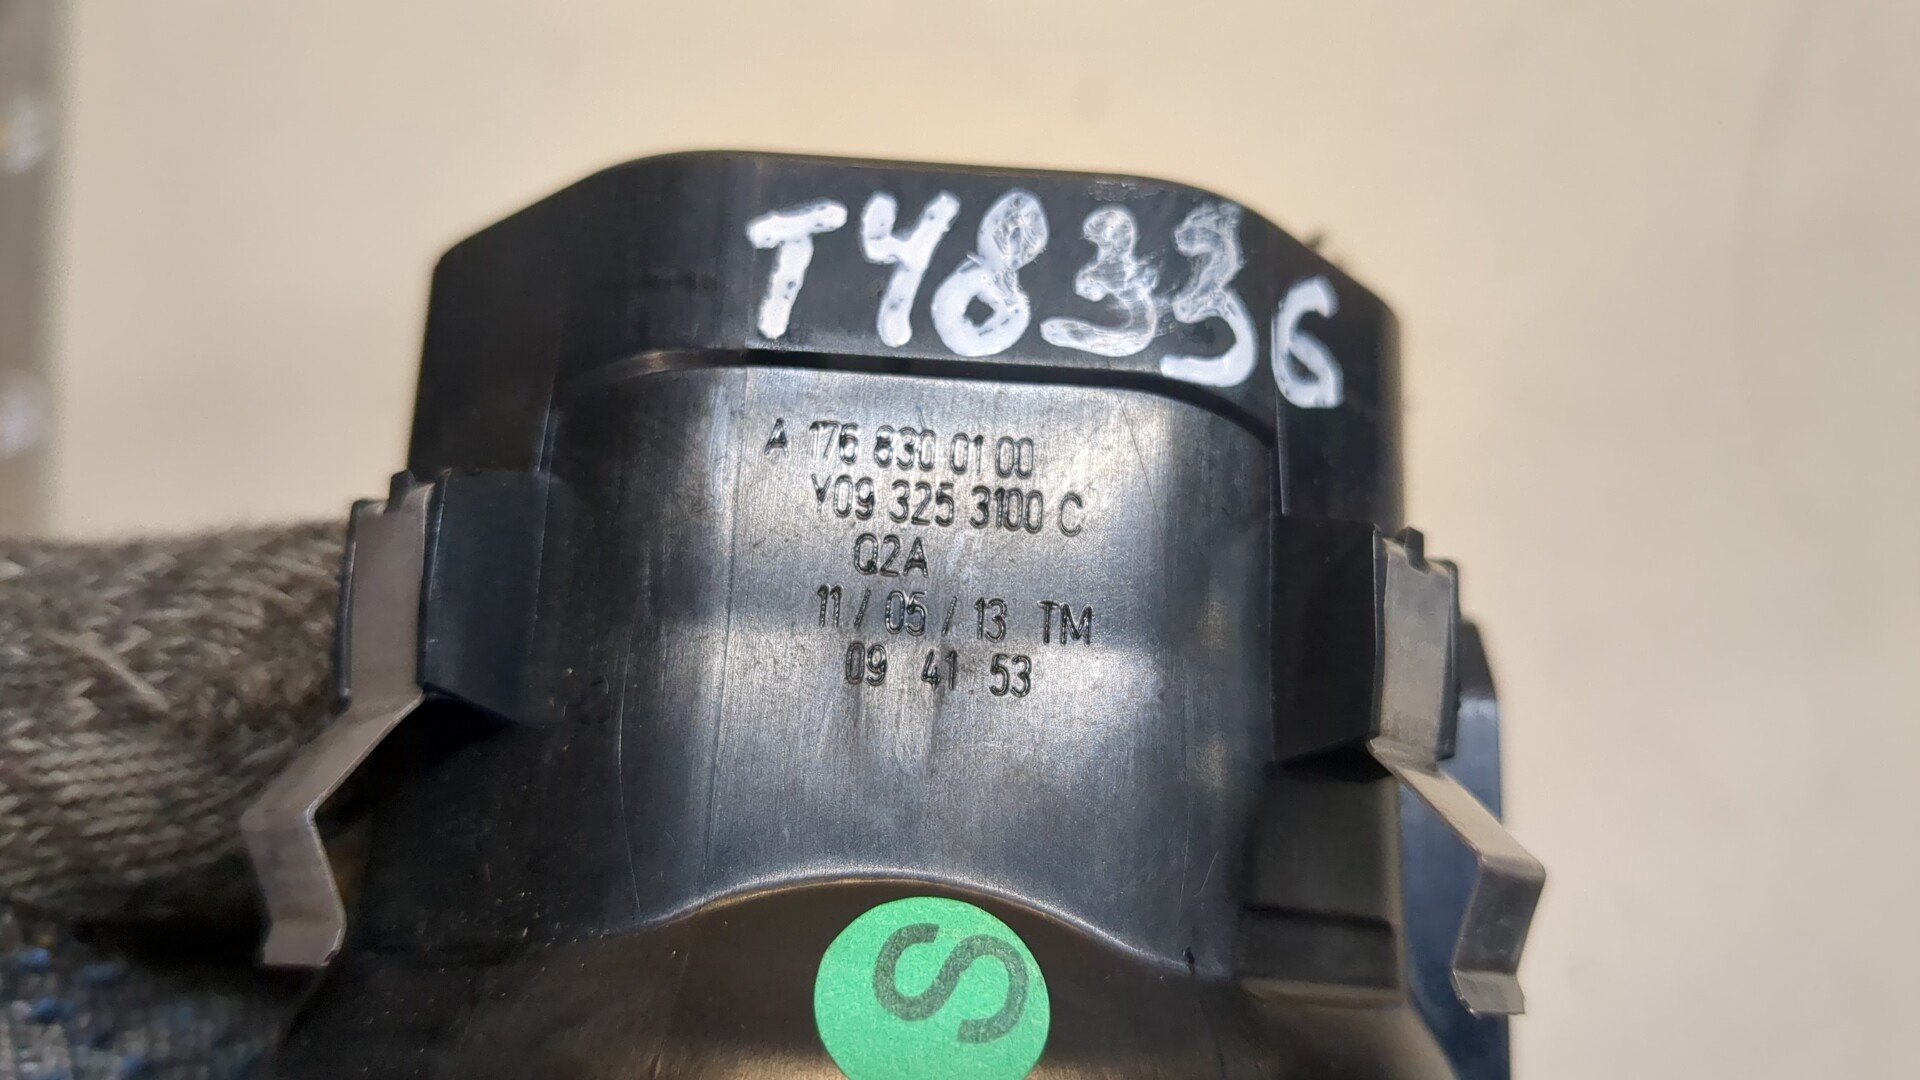 T48336
A 176 830 01 00
Y09 325 3100 C
Q2A
11 / 05 / 13 TM
09 41 53
S